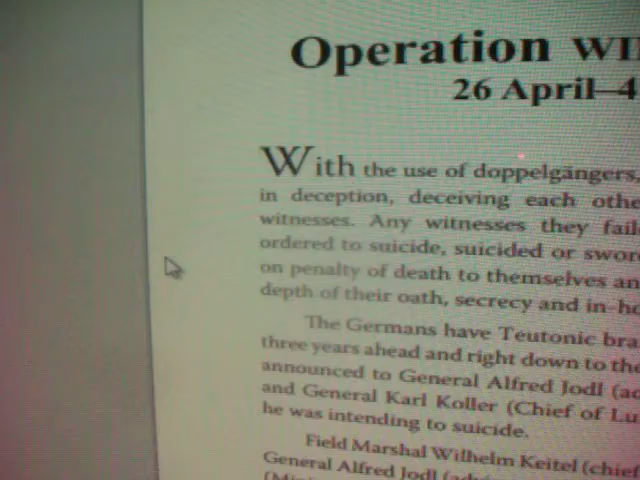 Operation WI
26 April–4
With the use of doppelgängers,
in deception, deceiving each othe
witnesses. Any witnesses they fail
ordered to suicide, suicided or swor
on penalty of death to themselves an
depth of their oath, secrecy and in-ho
The Germans have Teutonic bra
three years ahead and right down to the
announced to General Alfred Jodl (ad
and General Karl Koller (Chief of Lu
he was intending to suicide.
Field Marshal Wilhelm Keitel (chief
General Alfred Jodl (advi